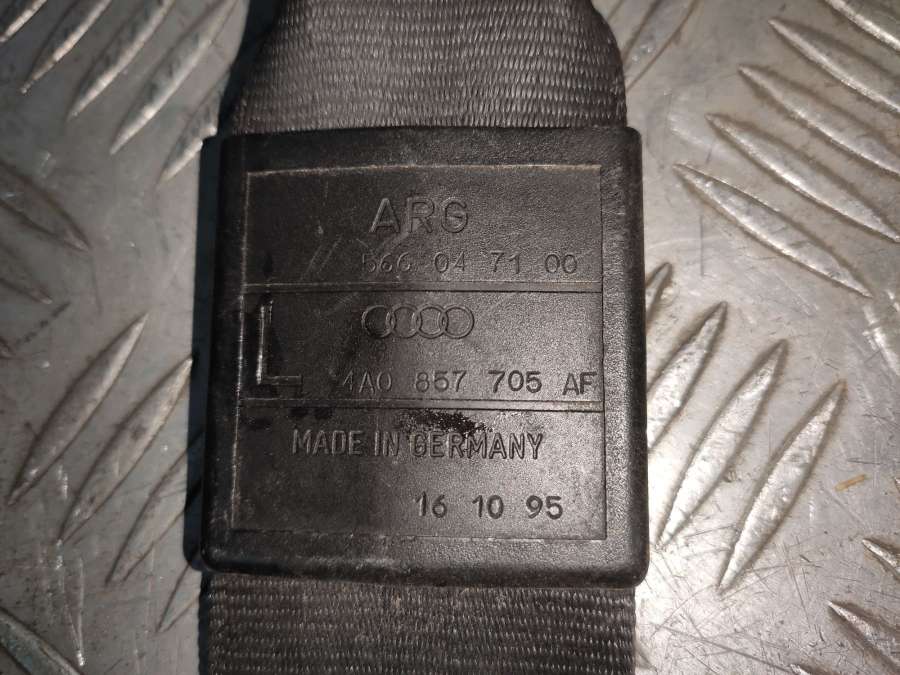 ARG
566 04 71 00
L
4A0 857 705 AF
MADE IN GERMANY
16 10 95